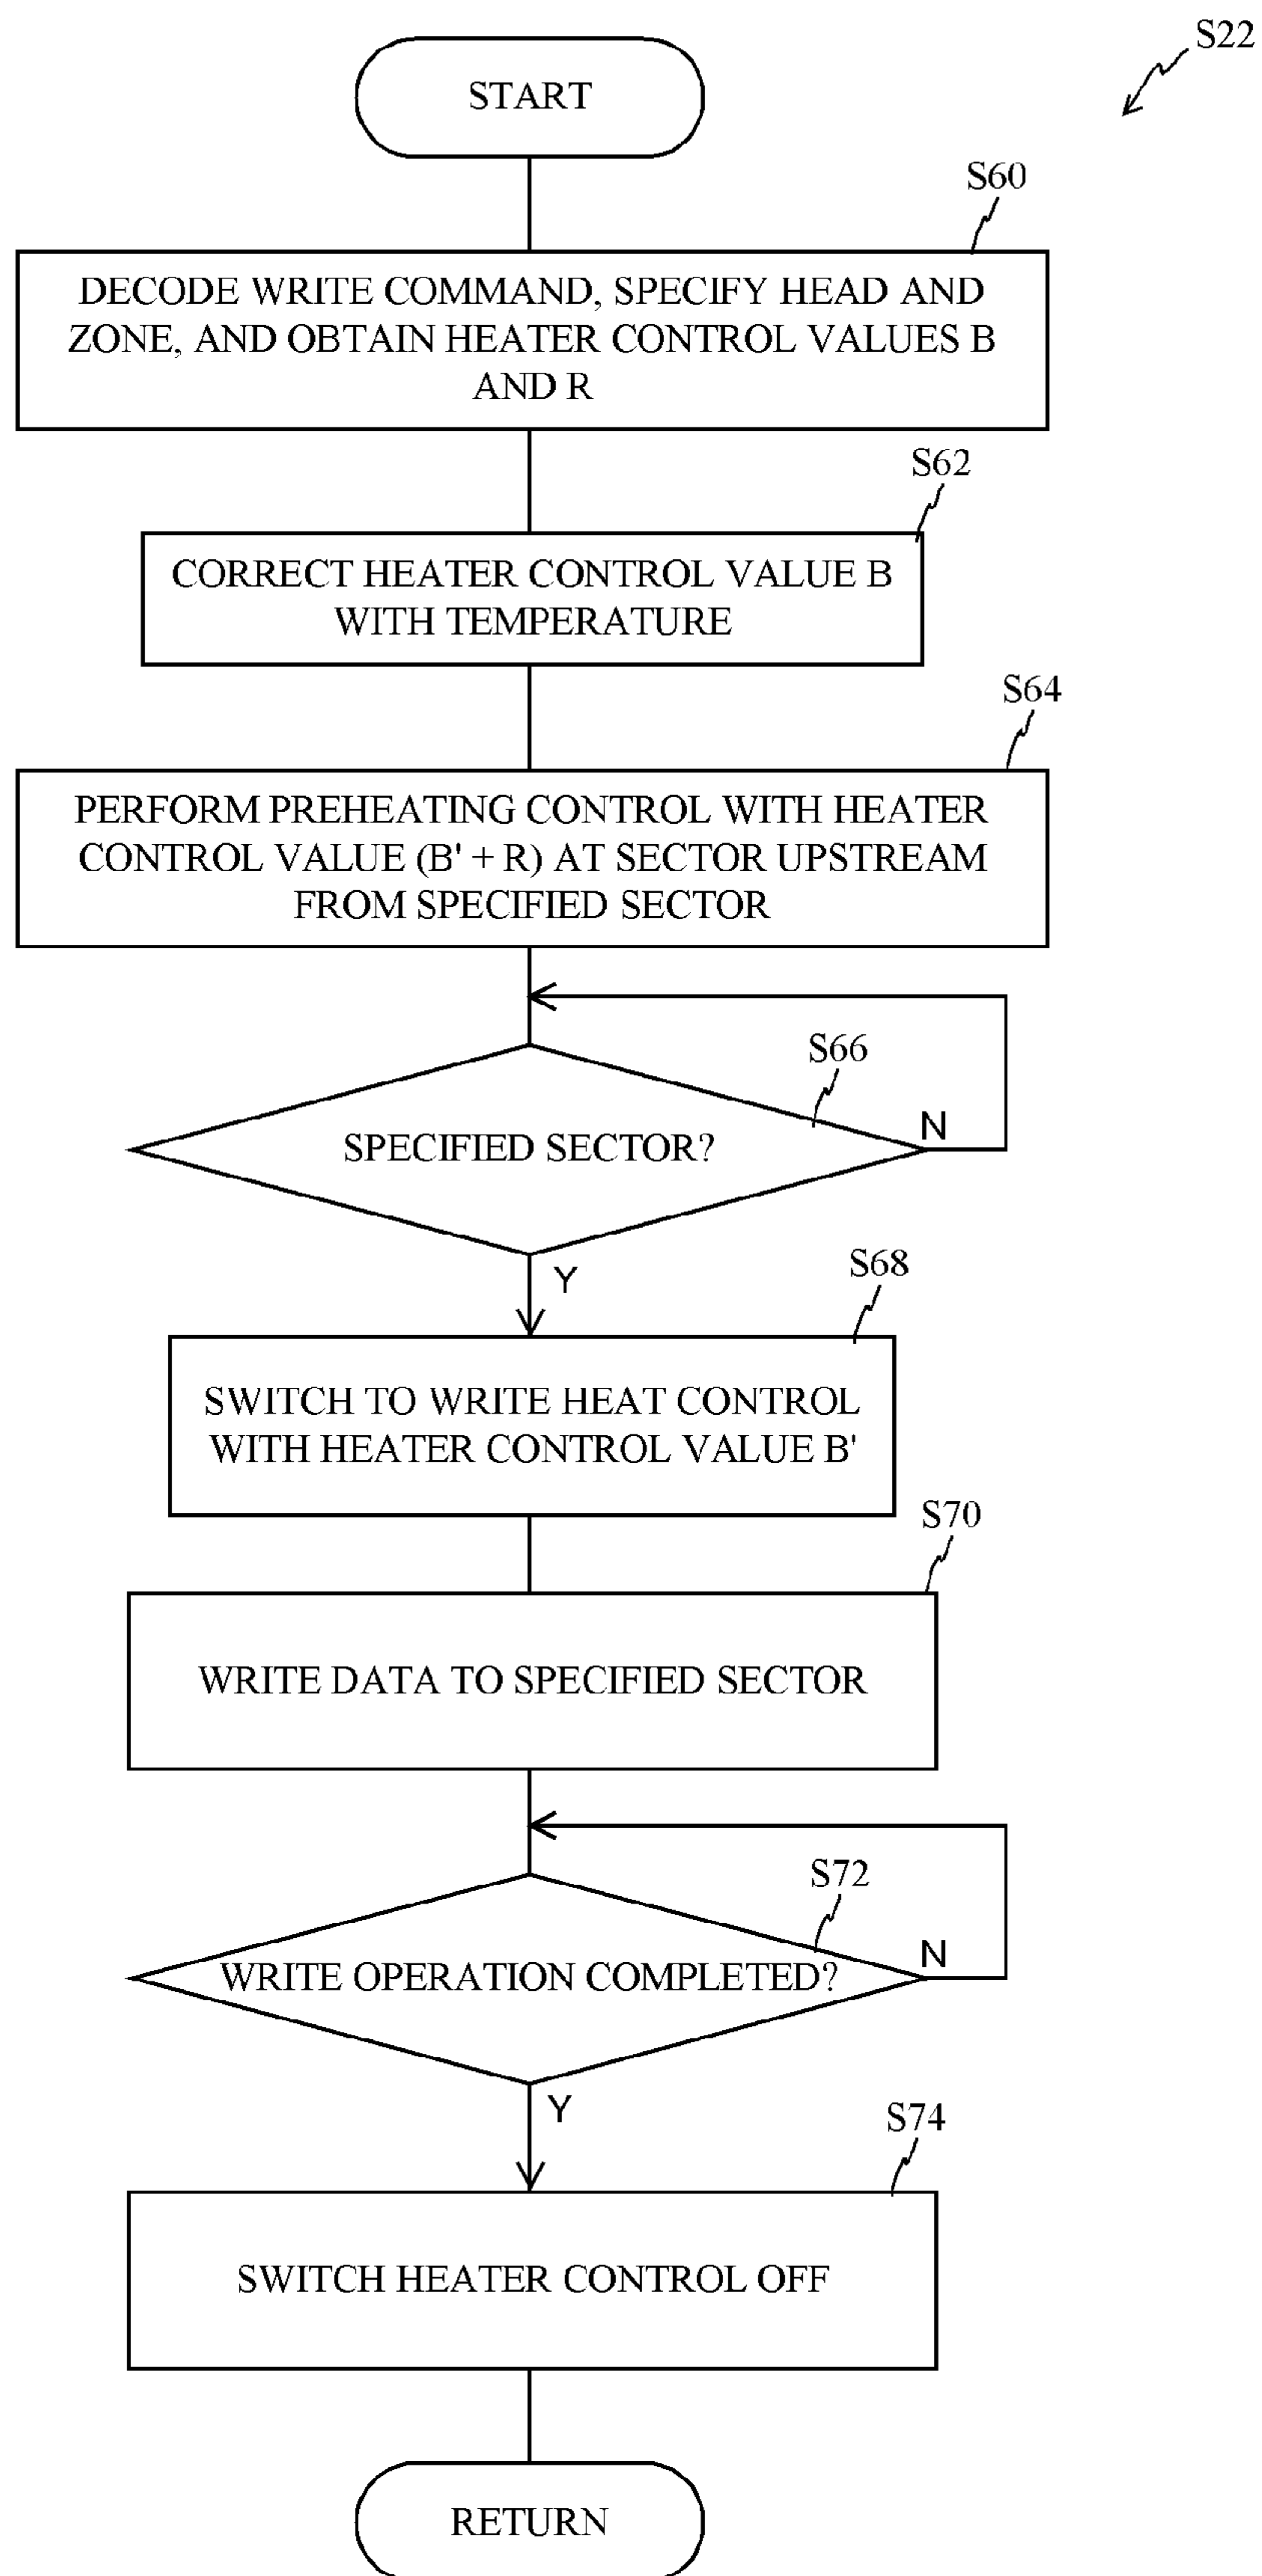 S22
START
S60
DECODE WRITE COMMAND, SPECIFY HEAD AND
ZONE, AND OBTAIN HEATER CONTROL VALUES B
AND R
S62
CORRECT HEATER CONTROL VALUE B
WITH TEMPERATURE
S64
PERFORM PREHEATING CONTROL WITH HEATER
CONTROL VALUE (B' + R) AT SECTOR UPSTREAM
FROM SPECIFIED SECTOR
S66
SPECIFIED SECTOR?
N
Y
S68
SWITCH TO WRITE HEAT CONTROL
WITH HEATER CONTROL VALUE B'
S70
WRITE DATA TO SPECIFIED SECTOR
S72
WRITE OPERATION COMPLETED?
N
Y
S74
SWITCH HEATER CONTROL OFF
RETURN